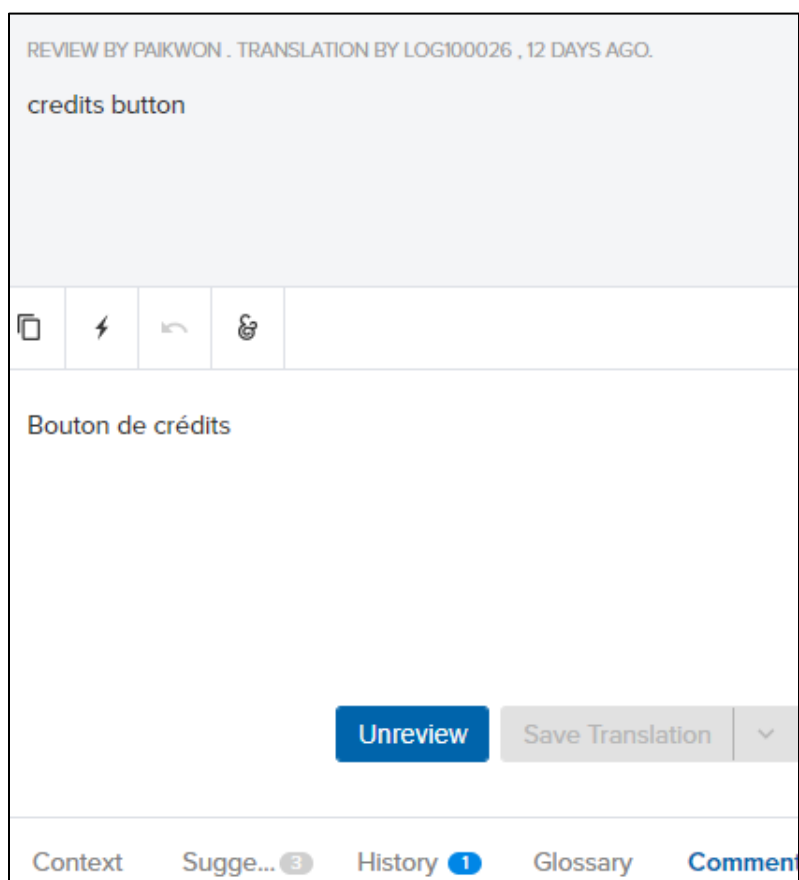 REVIEW BY PAIKWON . TRANSLATION BY LOG100026 , 12 DAYS AGO.
credits button
Bouton de crédits
Unreview Save Translation
Context Sugge... 3 History 1 Glossary Comment